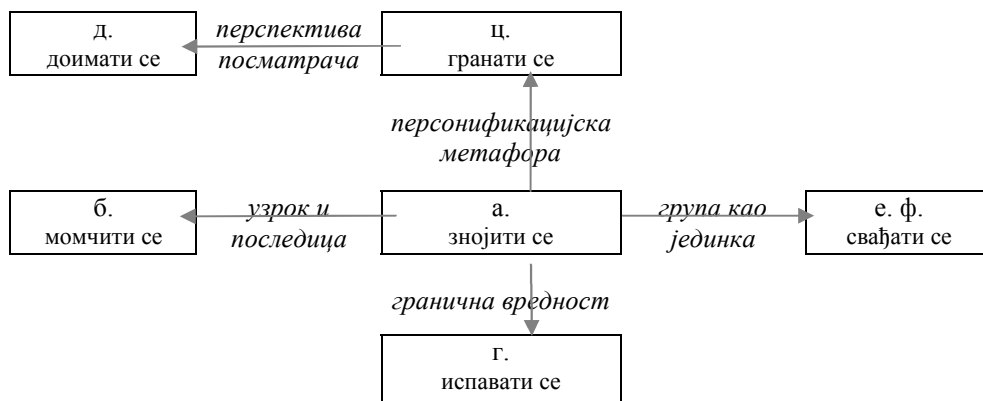 д.
доимати се
перспектива
посматрача
ц.
гранати се
персонификацијска
метафора
б.
момчити се
узрок и
последица
а.
знојити се
група као
јединка
е. ф.
свађати се
гранична вредност
г.
испавати се